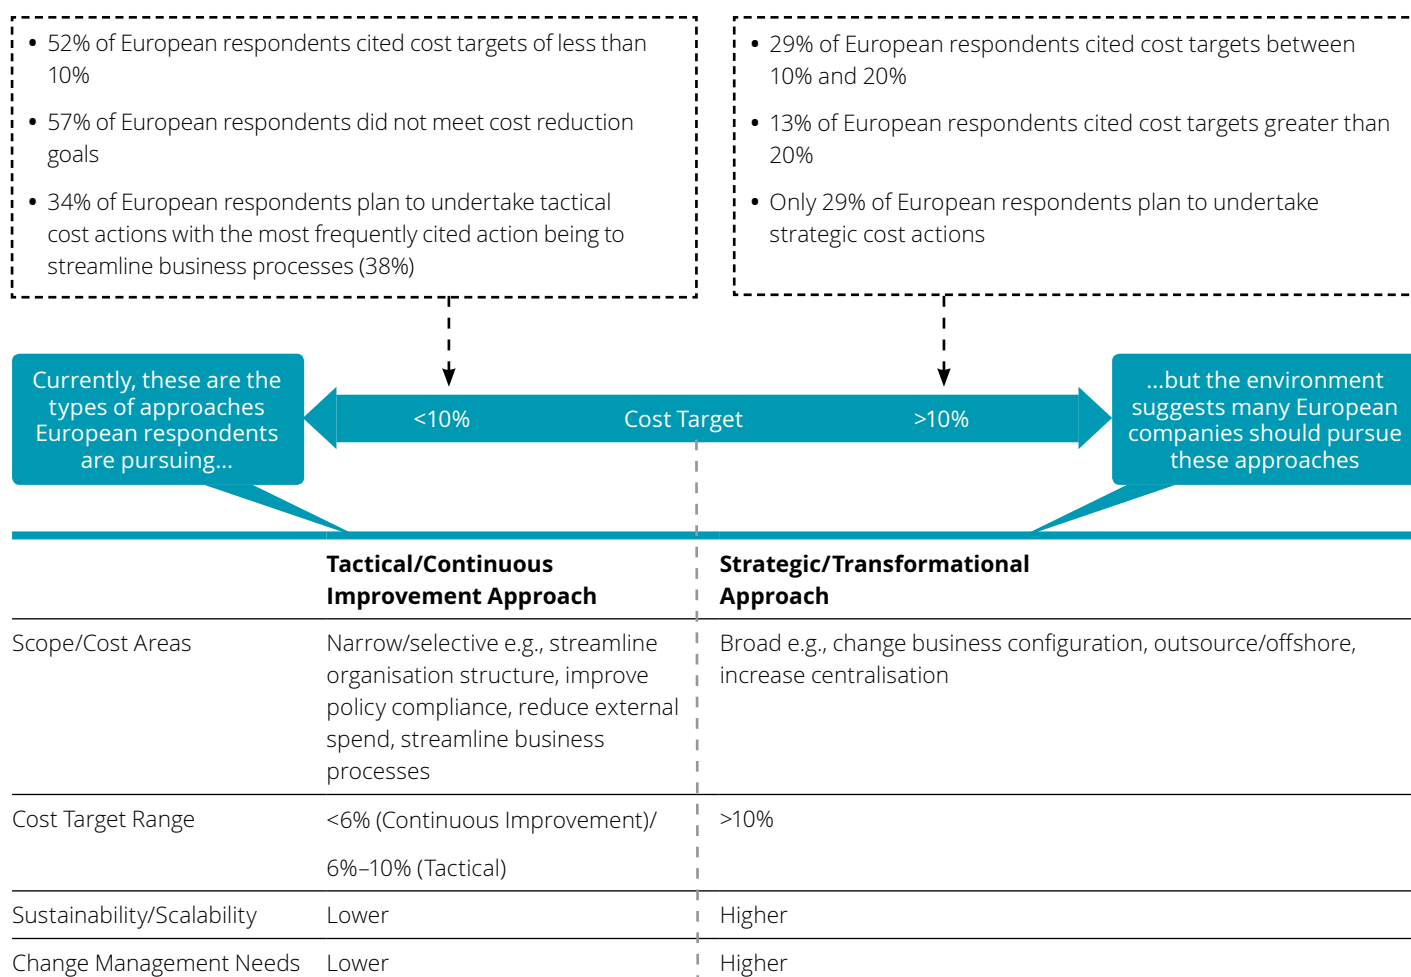 • 52% of European respondents cited cost targets of less than
10%
• 57% of European respondents did not meet cost reduction
goals
• 34% of European respondents plan to undertake tactical
cost actions with the most frequently cited action being to
streamline business processes (38%)
• 29% of European respondents cited cost targets between
10% and 20%
• 13% of European respondents cited cost targets greater than
20%
• Only 29% of European respondents plan to undertake
strategic cost actions
Currently, these are the
types of approaches
European respondents
are pursuing...
<10%
Cost Target
>10%
...but the environment
suggests many European
companies should pursue
these approaches
Tactical/Continuous
Improvement Approach
Strategic/Transformational
Approach
Scope/Cost Areas
Narrow/selective e.g., streamline
organisation structure, improve
policy compliance, reduce external
spend, streamline business
processes
Broad e.g., change business configuration, outsource/offshore,
increase centralisation
Cost Target Range
<6% (Continuous Improvement)/
6%–10% (Tactical)
>10%
Sustainability/Scalability
Lower
Higher
Change Management Needs
Lower
Higher